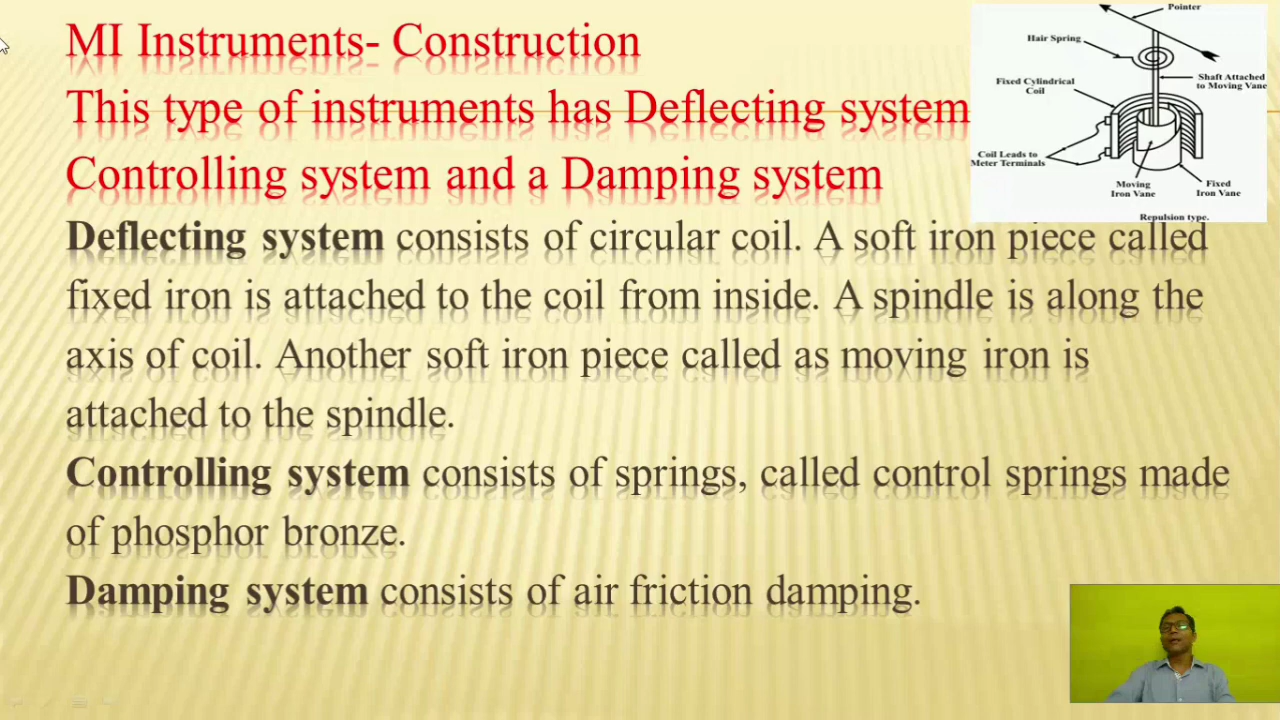 MI Instruments- Construction
This type of instruments has Deflecting system
Controlling system and a Damping system
Deflecting system consists of circular coil. A soft iron piece called
fixed iron is attached to the coil from inside. A spindle is along the
axis of coil. Another soft iron piece called as moving iron is
attached to the spindle.
Controlling system consists of springs, called control springs made
of phosphor bronze.
Damping system consists of air friction damping.
Pointer
Hair Spring
Shaft Attached
to Moving Vane
Fixed Cylindrical
Coil
Coil Leads to
Meter Terminals
Moving
Iron Vane
Fixed
Iron Vane
Repulsion type.